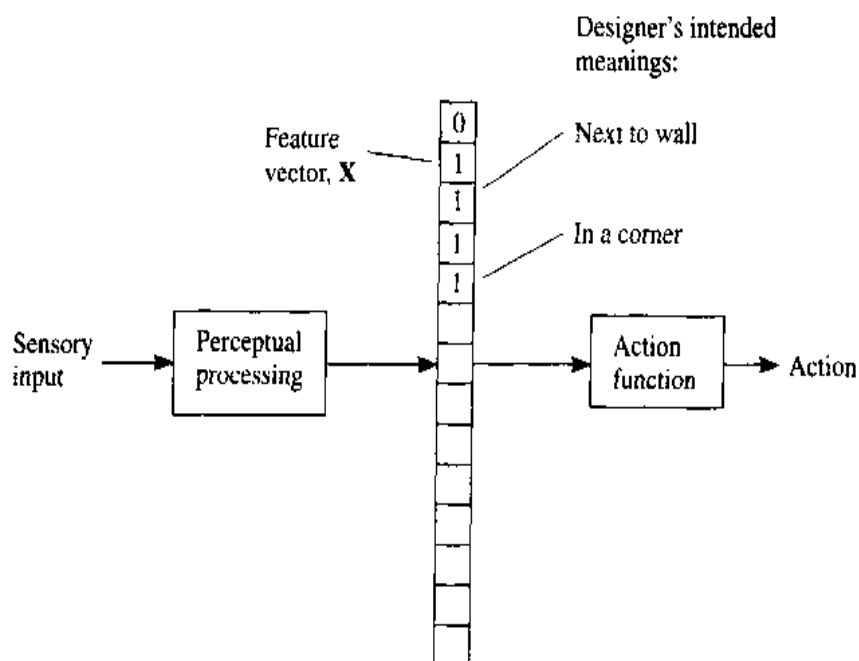 Designer's intended
meanings:
0
Feature
vector, X
1
Next to wall
1
1
In a corner
1
Sensory
input
Perceptual
processing
Action
function
Action